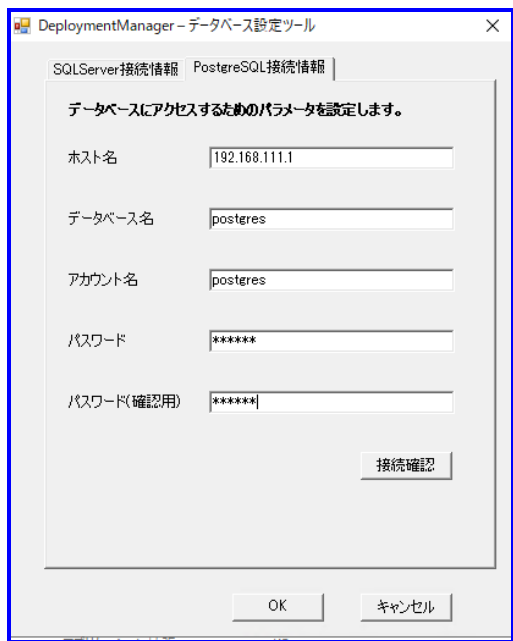 DeploymentManager – データベース設定ツール
SQLServer接続情報 PostgreSQL接続情報
データベースにアクセスするためのパラメータを設定します。
ホスト名 192.168.111.1
データベース名 postgres
アカウント名 postgres
パスワード ******
パスワード(確認用) ******
接続確認
OK キャンセル